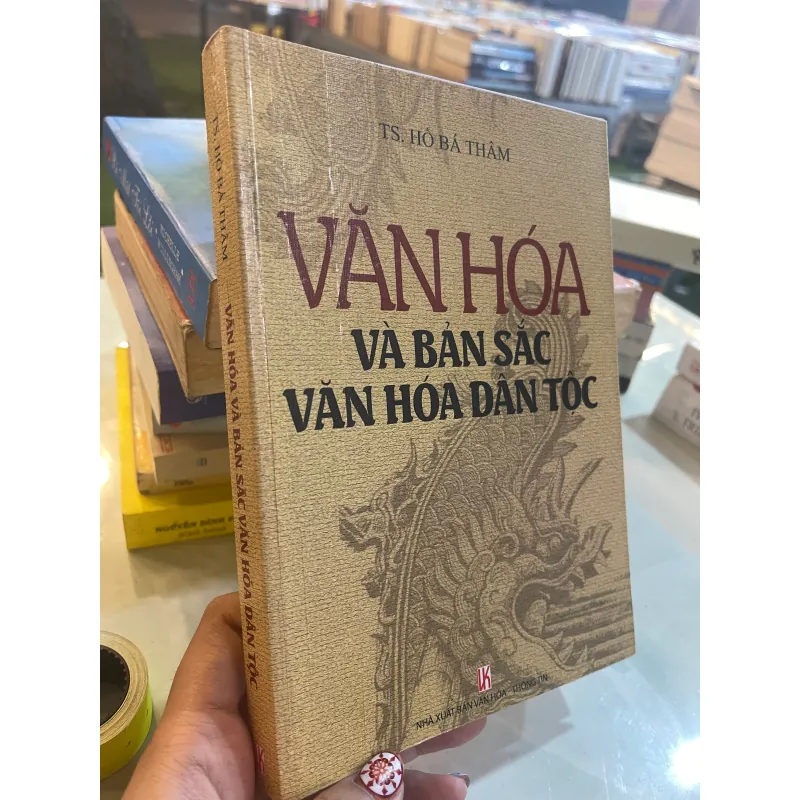 TS. HỒ BÁ THÂM
VĂN HÓA
VÀ BẢN SẮC
VĂN HÓA DÂN TỘC
NHÀ XUẤT BẢN VĂN HÓA - THÔNG TIN
TS. HỒ BÁ THÂM VĂN HÓA VÀ BẢN SẮC VĂN HÓA DÂN TỘC